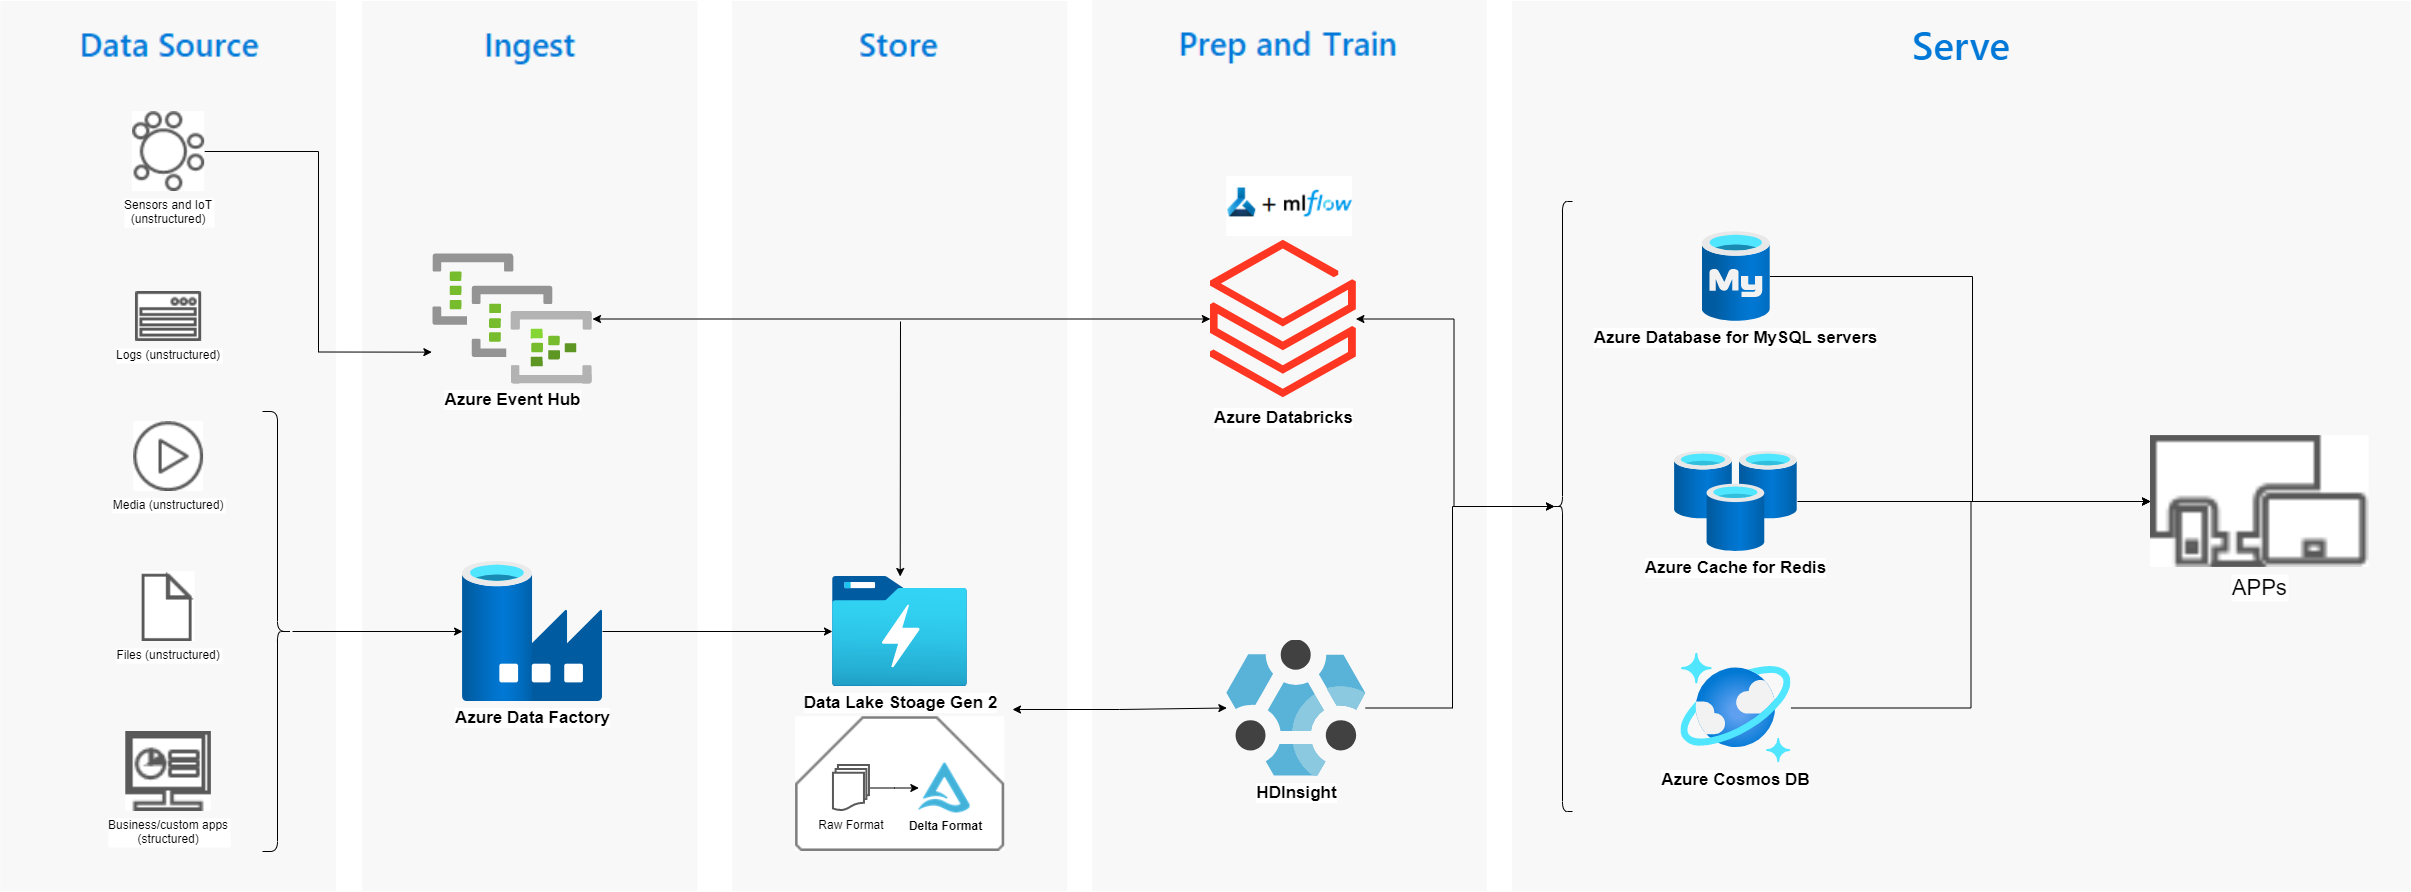 Data Source
Ingest
Store
Prep and Train
Serve
Sensors and IoT
(unstructured)
Logs (unstructured)
Media (unstructured)
Files (unstructured)
Business/custom apps
(structured)
Azure Event Hub
Azure Data Factory
Data Lake Stoage Gen 2
Raw Format
Delta Format
+ mlflow
Azure Databricks
HDInsight
My
Azure Database for MySQL servers
Azure Cache for Redis
Azure Cosmos DB
APPs